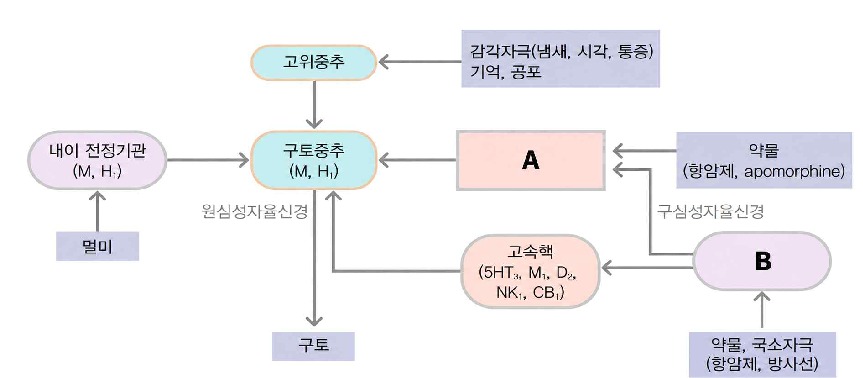 고위중추
감각자극(냄새, 시각, 통증)
기억, 공포
내이 전정기관
(M, H₁)
구토중추
(M, H₁)
A
약물
(항암제, apomorphine)
원심성자율신경
구심성자율신경
멀미
고속핵
(5HT₃, M₁, D₂,
NK₁, CB₁)
B
구토
약물, 국소자극
(항암제, 방사선)